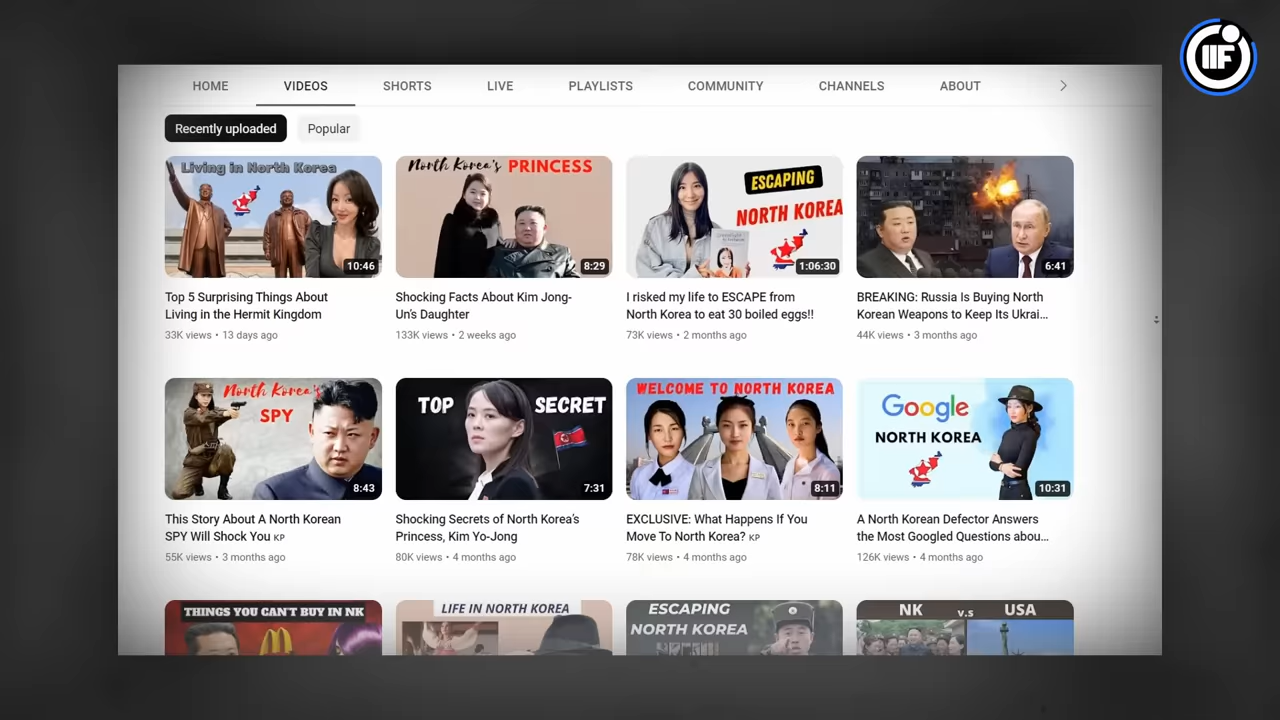 IIF
HOME VIDEOS SHORTS LIVE PLAYLISTS COMMUNITY CHANNELS ABOUT
Recently uploaded Popular
Living in North Korea
10:46
North Korea's PRINCESS
8:29
ESCAPING
NORTH KOREA
1:06:30
6:41
Top 5 Surprising Things About
Living in the Hermit Kingdom
33K views • 13 days ago
Shocking Facts About Kim Jong-
Un's Daughter
133K views • 2 weeks ago
I risked my life to ESCAPE from
North Korea to eat 30 boiled eggs!!
73K views • 2 months ago
BREAKING: Russia Is Buying North
Korean Weapons to Keep Its Ukrai...
44K views • 3 months ago
North Korea's
SPY
8:43
TOP SECRET
7:31
WELCOME TO NORTH KOREA
8:11
Google
NORTH KOREA
10:31
This Story About A North Korean
SPY Will Shock You KP
55K views • 3 months ago
Shocking Secrets of North Korea's
Princess, Kim Yo-Jong
80K views • 4 months ago
EXCLUSIVE: What Happens If You
Move To North Korea? KP
78K views • 4 months ago
A North Korean Defector Answers
the Most Googled Questions abou...
126K views • 4 months ago
THINGS YOU CAN'T BUY IN NK
LIFE IN NORTH KOREA
ESCAPING
NORTH KOREA
NK v.s USA